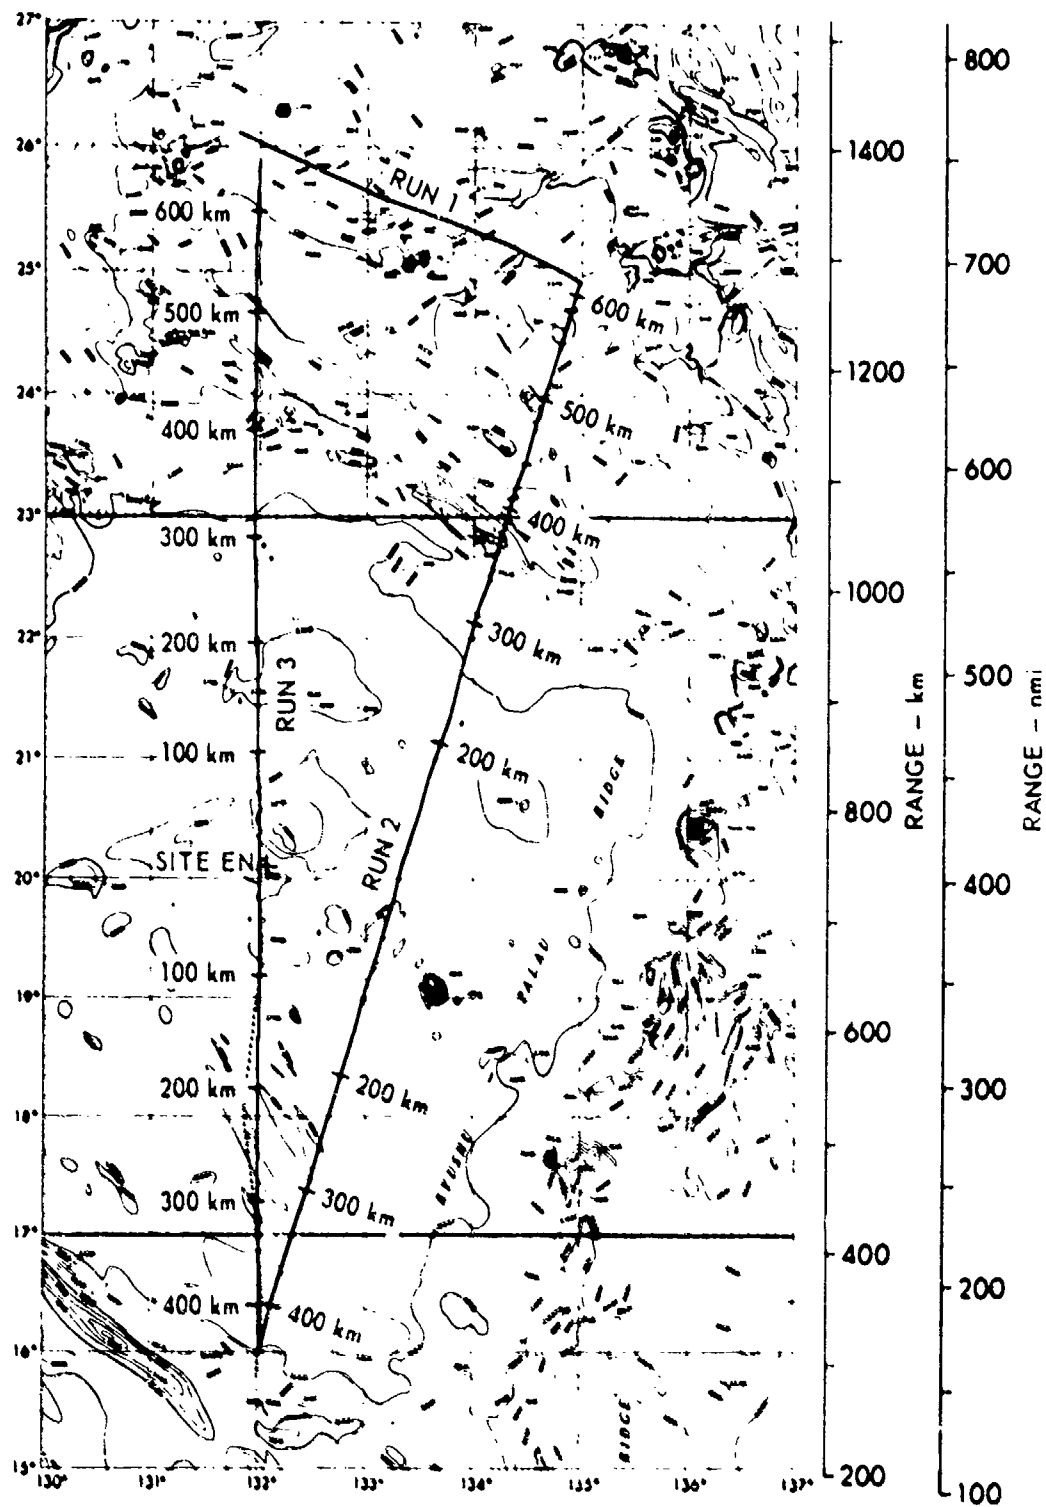 27°
26°
25°
24°
23°
22°
21°
20°
19°
18°
17°
16°
15°
130°
131°
132°
133°
134°
135°
136°
137°
RUN 1
600 km
500 km
400 km
300 km
200 km
RUN 3
100 km
SITE ENA
100 km
200 km
300 km
400 km
600 km
500 km
400 km
300 km
200 km
RUN 2
200 km
300 km
400 km
RIDGE
PALAU
KYUSHU
RIDGE
1400
1200
1000
800
600
400
200
RANGE – km
800
700
600
500
400
300
200
100
RANGE – nmi